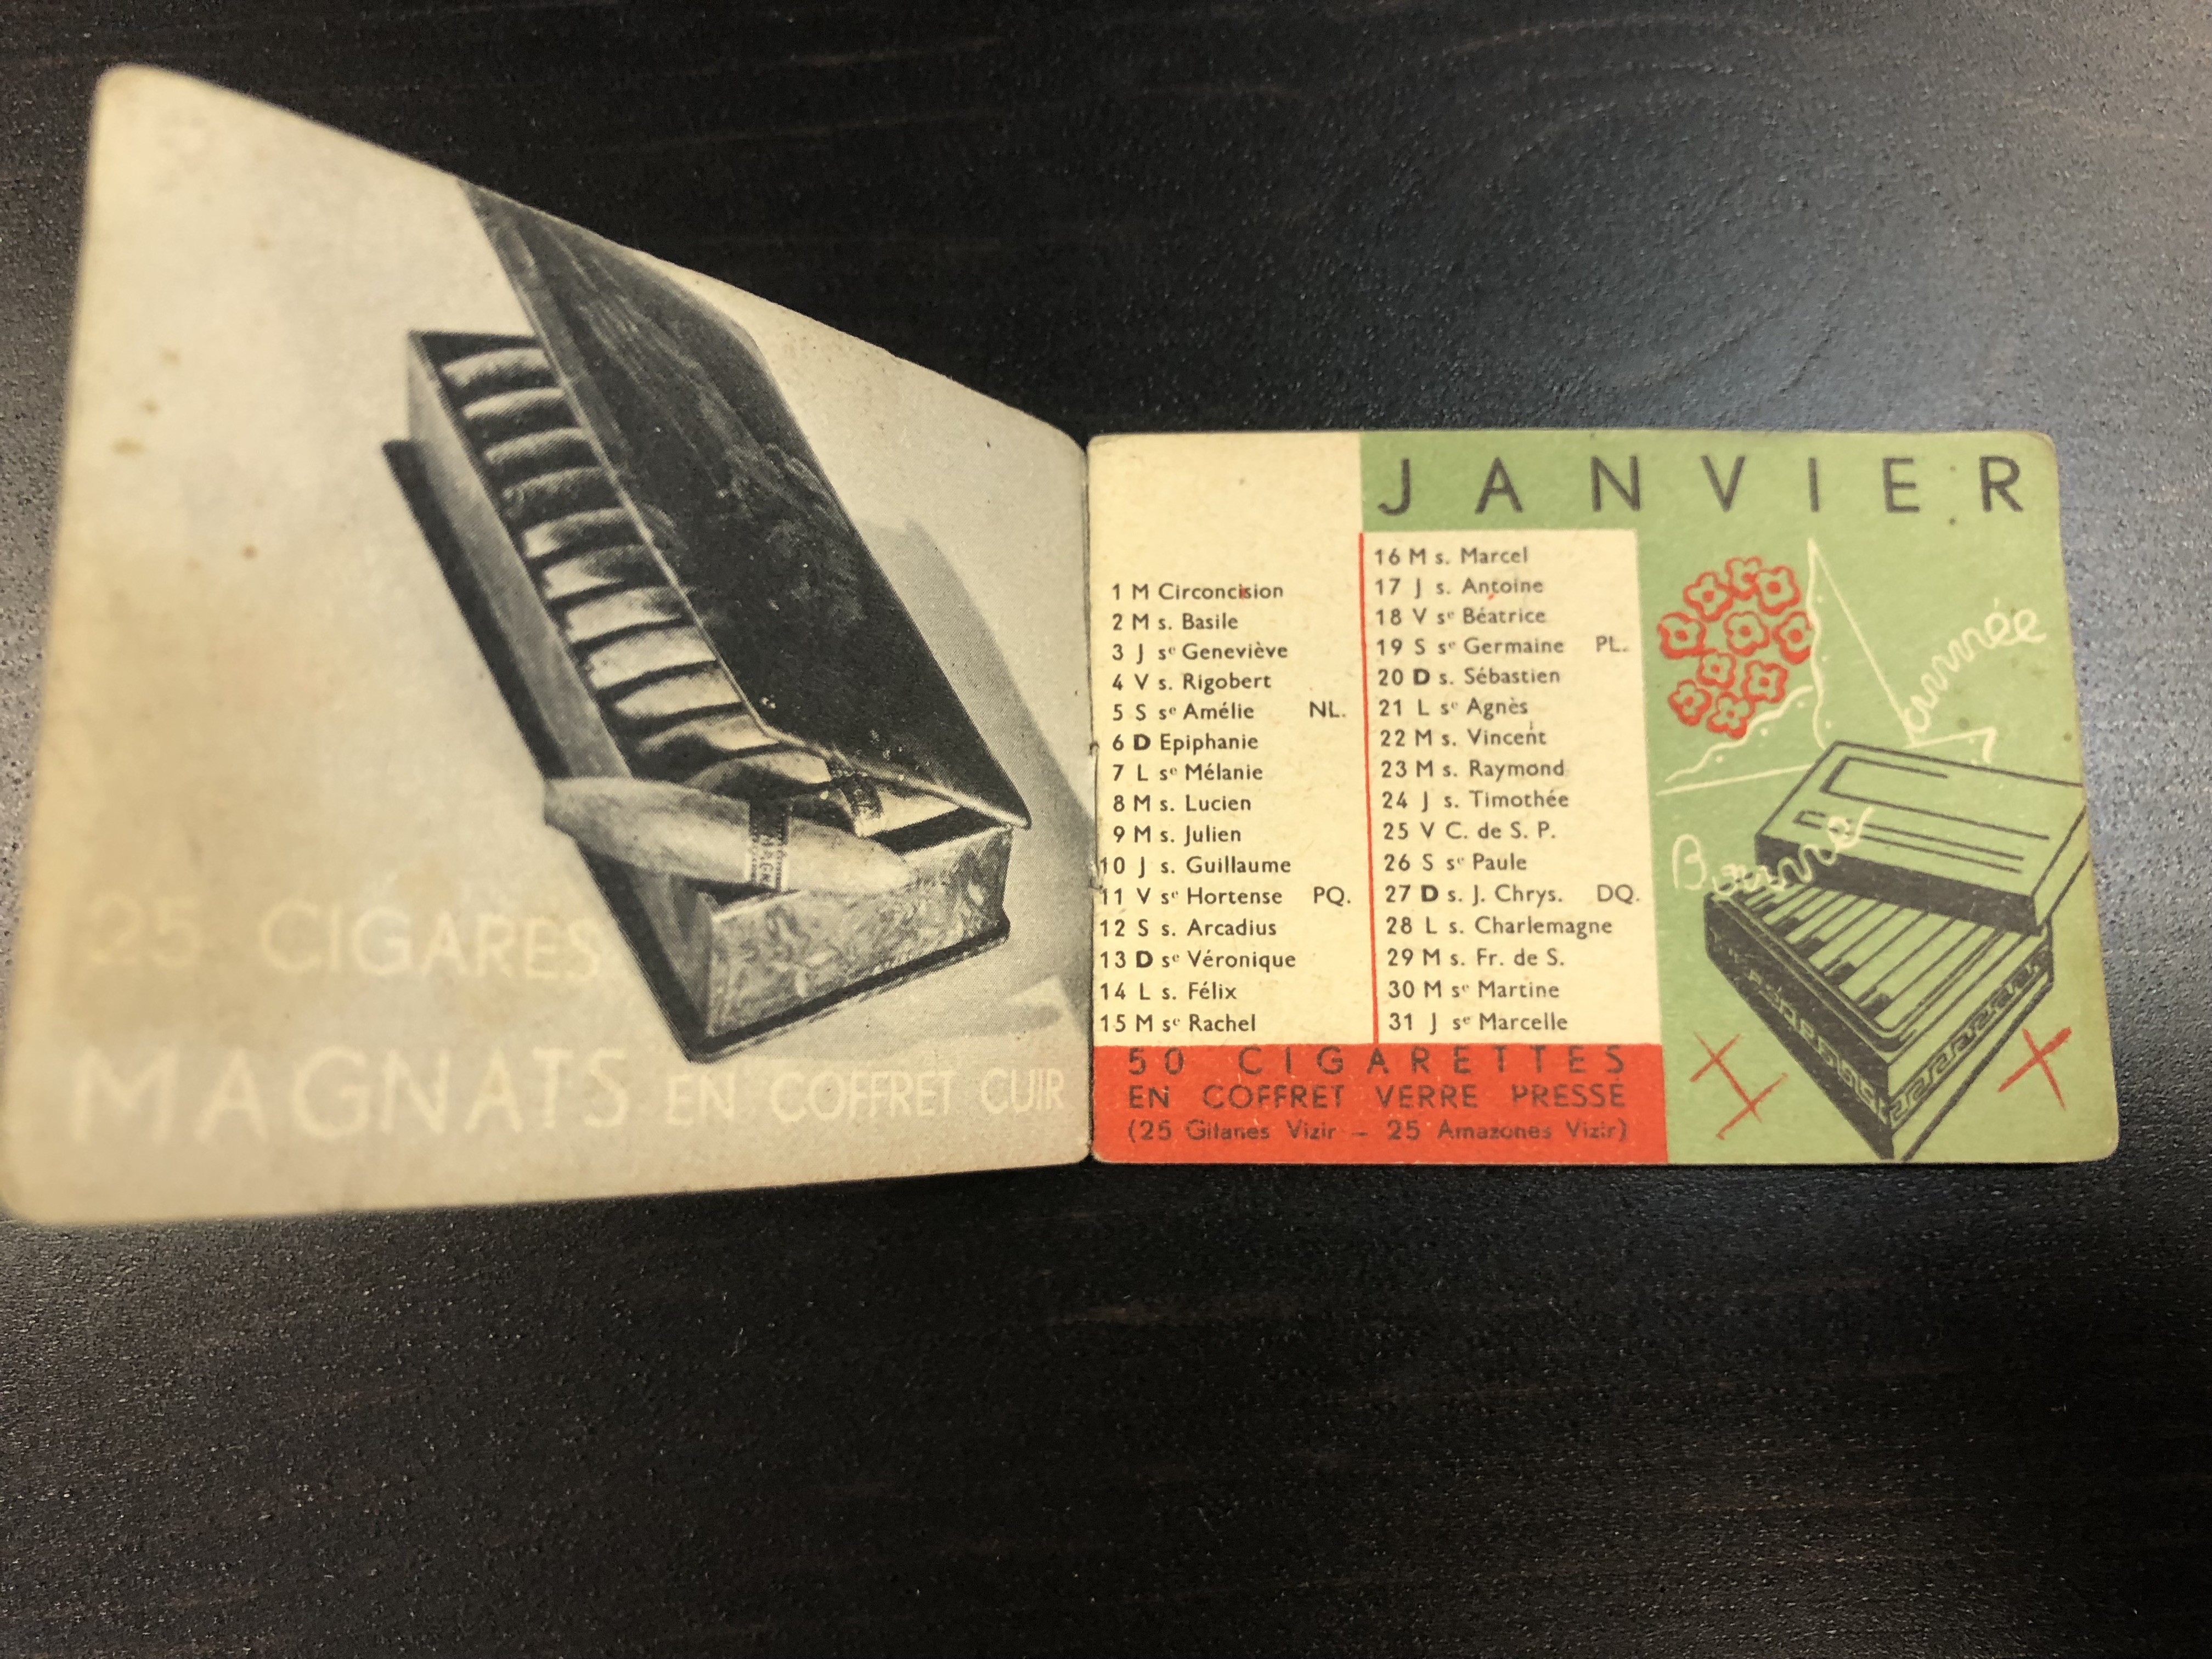 25 CIGARES
MAGNATS EN COFFRET CUIR
JANVIER
1 M Circoncision
2 M s. Basile
3 J sᵉ Geneviève
4 V s. Rigobert
5 S sᵉ Amélie NL.
6 D Epiphanie
7 L sᵉ Mélanie
8 M s. Lucien
9 M s. Julien
10 J s. Guillaume
11 V sᵉ Hortense PQ.
12 S s. Arcadius
13 D sᵉ Véronique
14 L s. Félix
15 M sᵉ Rachel
16 M s. Marcel
17 J s. Antoine
18 V sᵉ Béatrice
19 S sᵉ Germaine PL.
20 D s. Sébastien
21 L sᵉ Agnès
22 M s. Vincent
23 M s. Raymond
24 J s. Timothée
25 V C. de S. P.
26 S sᵉ Paule
27 D s. J. Chrys. DQ.
28 L s. Charlemagne
29 M s. Fr. de S.
30 M sᵉ Martine
31 J sᵉ Marcelle
Bonne
année
50 CIGARETTES
EN COFFRET VERRE PRESSE
(25 Gitanes Vizir – 25 Amazones Vizir)